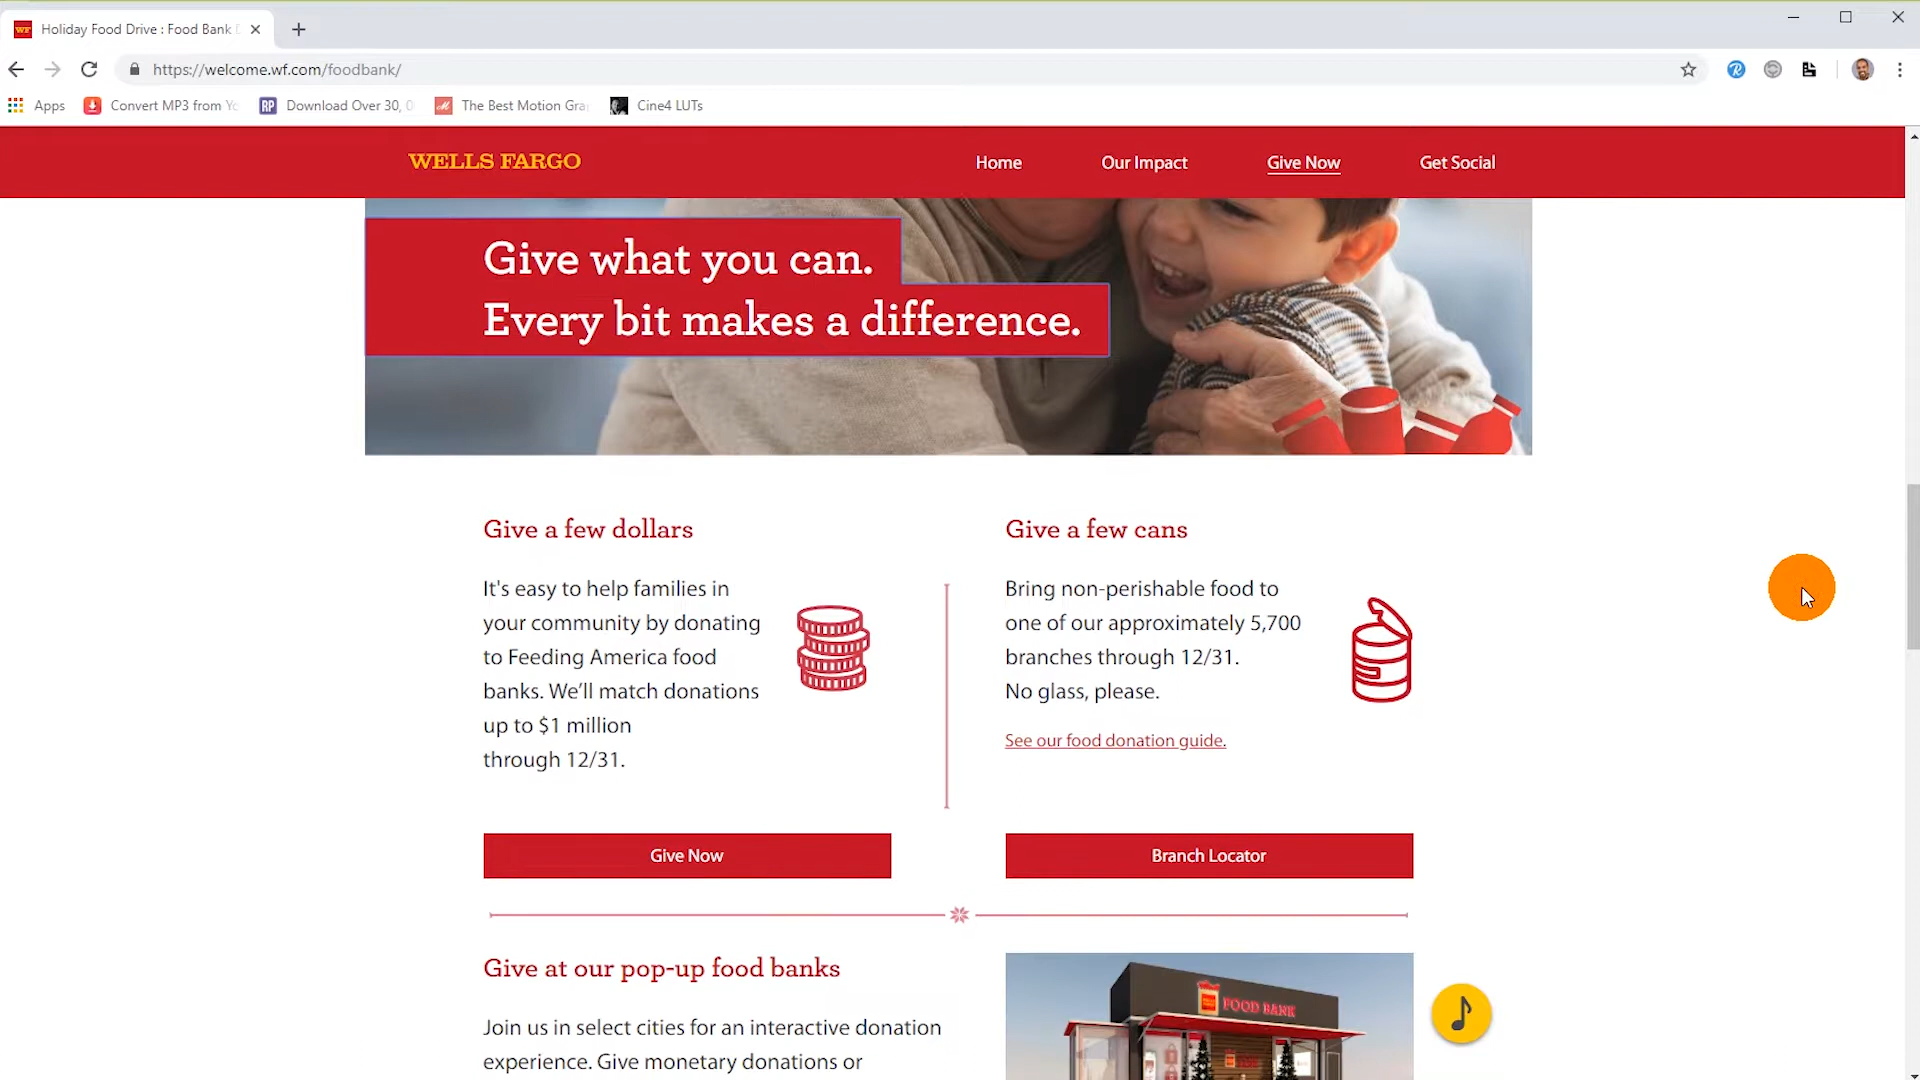 Holiday Food Drive : Food Bank
https://welcome.wf.com/foodbank/
Apps
Convert MP3 from Yo
RP
Download Over 30, 0
The Best Motion Gra
Cine4 LUTs
WELLS FARGO
Home
Our Impact
Give Now
Get Social
Give what you can.
Every bit makes a difference.
Give a few dollars
It's easy to help families in
your community by donating
to Feeding America food
banks. We’ll match donations
up to $1 million
through 12/31.
Give Now
Give a few cans
Bring non-perishable food to
one of our approximately 5,700
branches through 12/31.
No glass, please.
See our food donation guide.
Branch Locator
Give at our pop-up food banks
Join us in select cities for an interactive donation
experience. Give monetary donations or
FOOD BANK